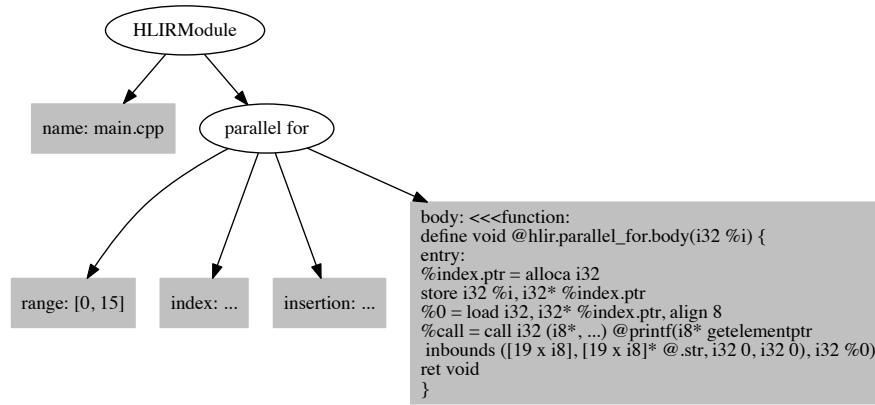 HLIRModule
name: main.cpp
parallel for
range: [0, 15]
index: ...
insertion: ...
body: <<<function:
define void @hlir.parallel_for.body(i32 %i) {
entry:
%index.ptr = alloca i32
store i32 %i, i32* %index.ptr
%0 = load i32, i32* %index.ptr, align 8
%call = call i32 (i8*, ...) @printf(i8* getelementptr
inbounds ([19 x i8], [19 x i8]* @.str, i32 0, i32 0), i32 %0)
ret void
}